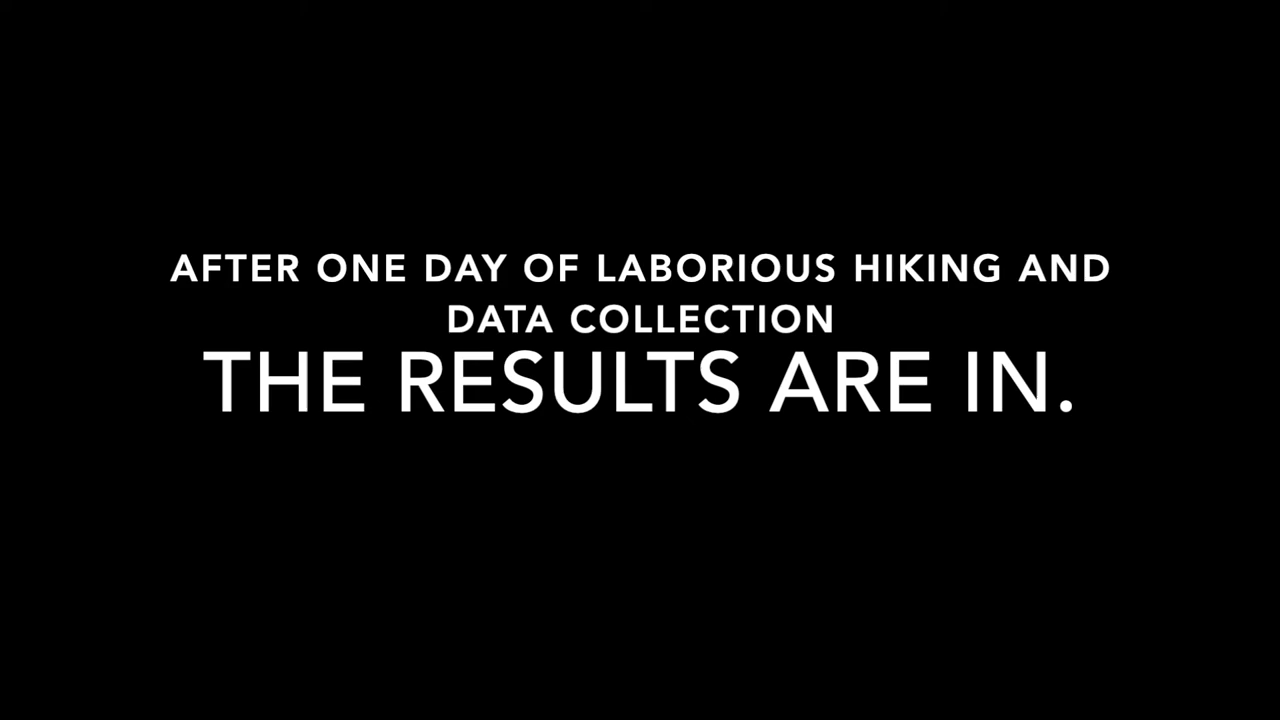 AFTER ONE DAY OF LABORIOUS HIKING AND
DATA COLLECTION
THE RESULTS ARE IN.